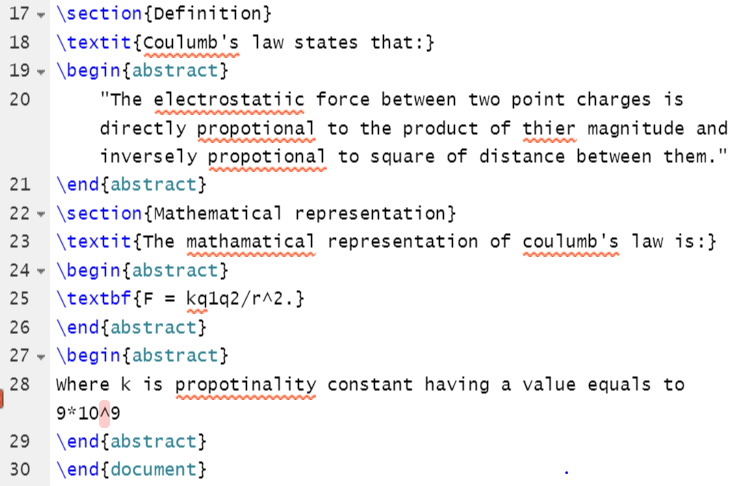 17 \section{Definition}
18 \textit{Coulumb's law states that:}
19 \begin{abstract}
20 "The electrostatiic force between two point charges is
directly propotional to the product of thier magnitude and
inversely propotional to square of distance between them."
21 \end{abstract}
22 \section{Mathematical representation}
23 \textit{The mathamatical representation of coulumb's law is:}
24 \begin{abstract}
25 \textbf{F = kq1q2/r^2.}
26 \end{abstract}
27 \begin{abstract}
28 Where k is propotinality constant having a value equals to
9*10^9
29 \end{abstract}
30 \end{document}